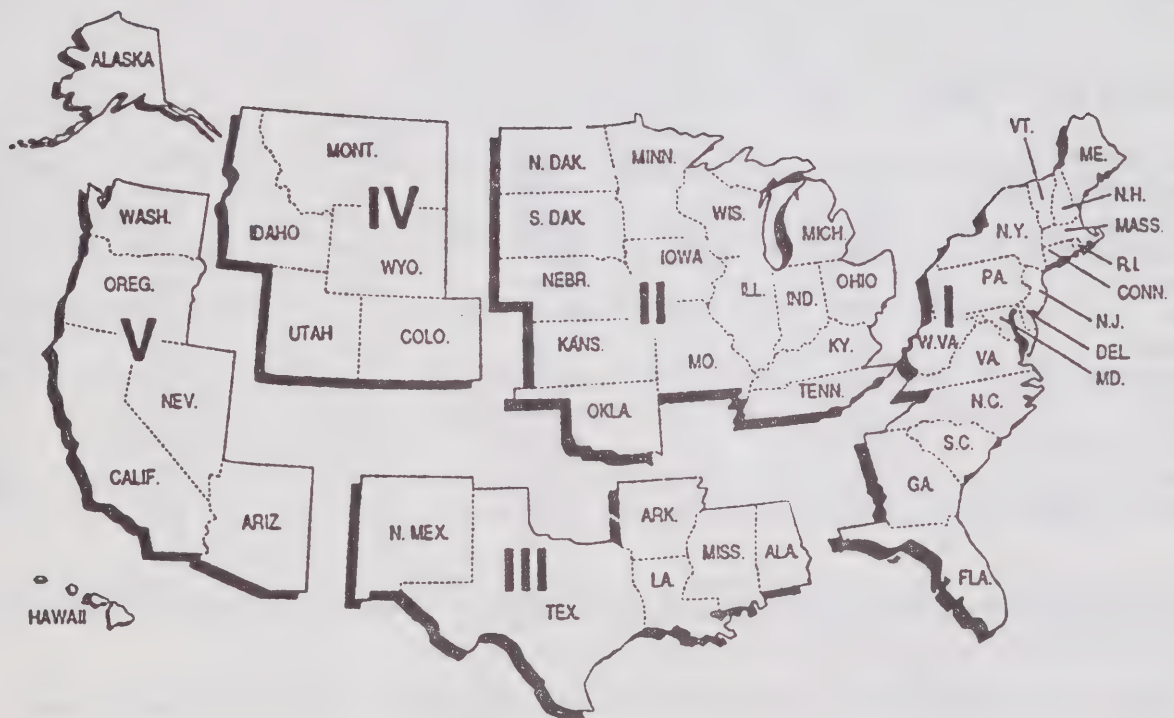 ALASKA
MONT.
IV
IDAHO
WYO.
UTAH
COLO.
WASH.
OREG.
V
NEV.
CALIF.
ARIZ
HAWAII
N. DAK.
MINN.
S. DAK.
WIS.
MICH.
NEBR.
IOWA
II
ILL.
IND.
OHIO
KANS.
MO.
KY.
OKLA.
TENN.
N. MEX.
III
TEX.
ARK.
LA.
MISS.
ALA.
VT.
ME.
N.H.
N.Y.
MASS.
R.I.
PA.
CONN.
I
N.J.
W.VA.
VA.
DEL.
MD.
N.C.
S.C.
GA.
FLA.